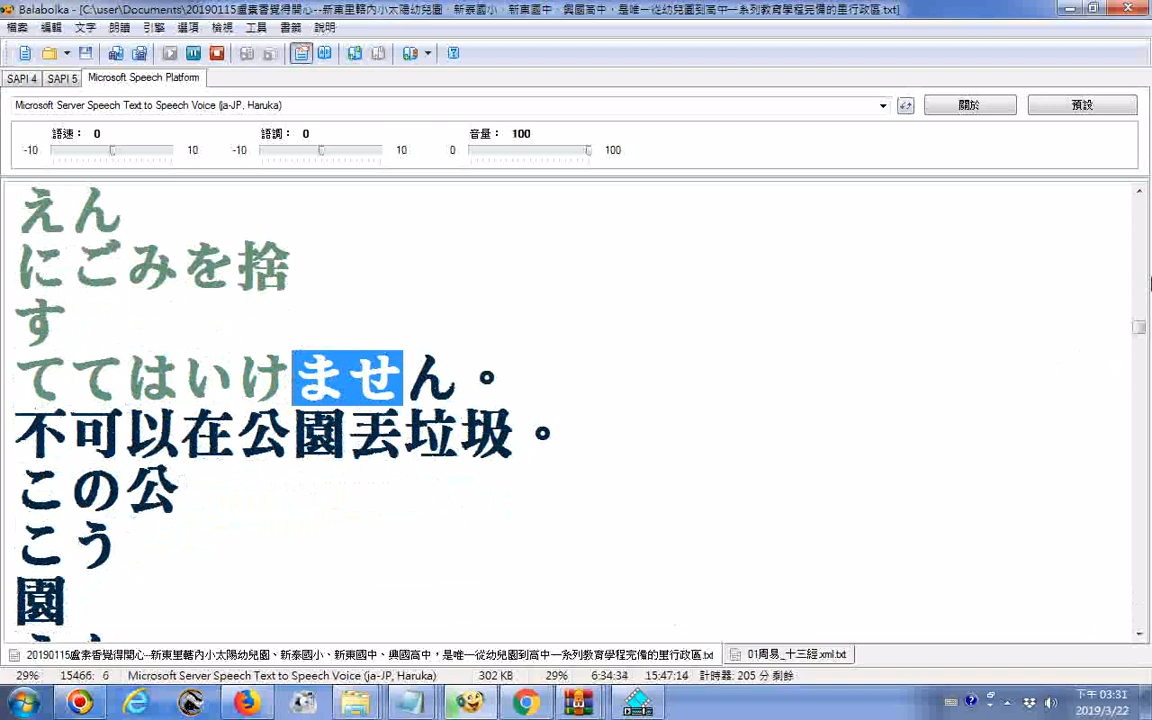 Balabolka - [C:\user\Documents\20190115盧素香覺得開心--新東里轄內小太陽幼兒園、新泰國小、新東國中、興國高中，是唯一從幼兒園到高中一系列教育學程完備的里行政區.txt]
檔案 編輯 文字 朗讀 引擎 選項 檢視 工具 書籤 說明
SAPI 4 SAPI 5 Microsoft Speech Platform
Microsoft Server Speech Text to Speech Voice (ja-JP, Haruka) 關於 預設
語速： 0 語調： 0 音量： 100
-10 10 -10 10 0 100
えん
にごみを捨
す
ててはいけません。
不可以在公園丟垃圾。
この公
こう
園
20190115盧素香覺得開心--新東里轄內小太陽幼兒園、新泰國小、新東國中、興國高中，是唯一從幼兒園到高中一系列教育學程完備的里行政區.txt 01周易_十三經.xml.txt
29% 15466: 6 Microsoft Server Speech Text to Speech Voice (ja-JP, Haruka) 302 KB 29% 6:34:34 15:47:14 計時器: 205 分 剩餘
下午 03:31
2019/3/22